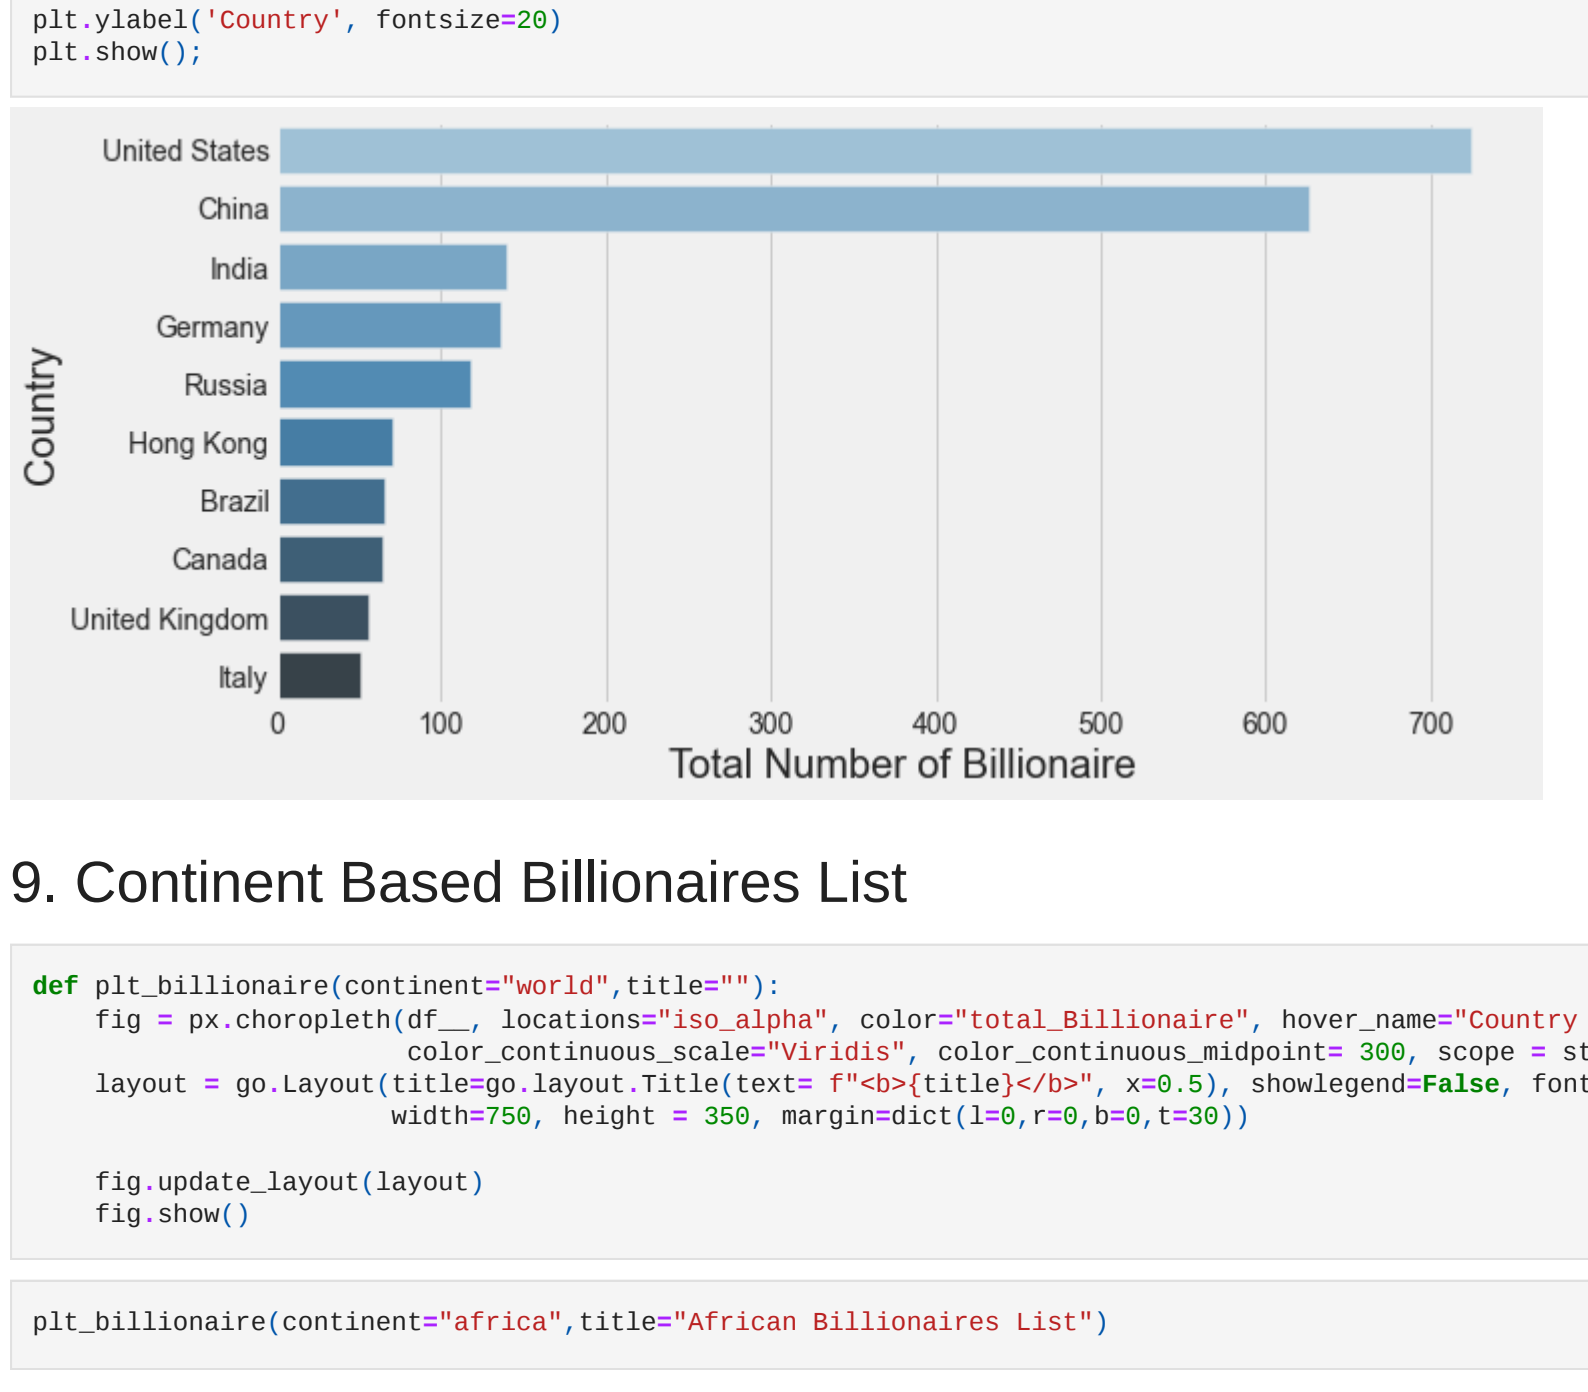 plt.ylabel('Country', fontsize=20)
plt.show();
United States
China
India
Germany
Russia
Hong Kong
Brazil
Canada
United Kingdom
Italy
Country
0 100 200 300 400 500 600 700
Total Number of Billionaire
9. Continent Based Billionaires List
def plt_billionaire(continent="world",title=""):
    fig = px.choropleth(df__, locations="iso_alpha", color="total_Billionaire", hover_name="Country
                        color_continuous_scale="Viridis", color_continuous_midpoint= 300, scope = st
    layout = go.Layout(title=go.layout.Title(text= f"<b>{title}</b>", x=0.5), showlegend=False, font
                       width=750, height = 350, margin=dict(l=0,r=0,b=0,t=30))
    fig.update_layout(layout)
    fig.show()
plt_billionaire(continent="africa",title="African Billionaires List")